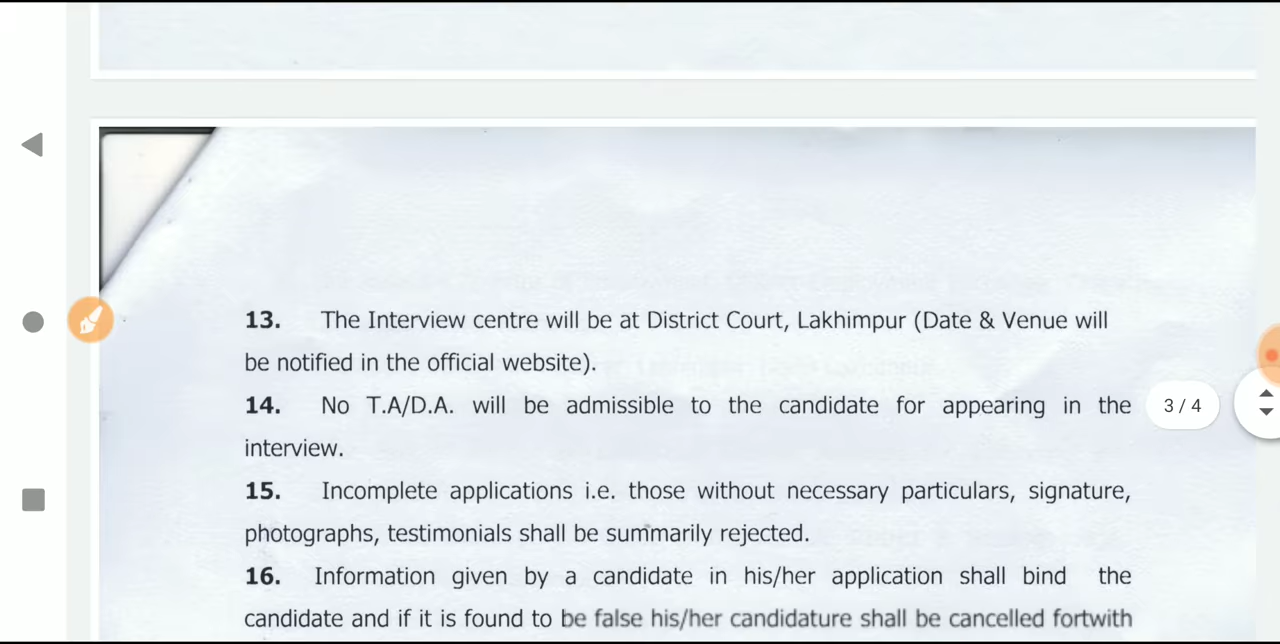 13. The Interview centre will be at District Court, Lakhimpur (Date & Venue will
be notified in the official website).
14. No T.A/D.A. will be admissible to the candidate for appearing in the
interview.
3 / 4
15. Incomplete applications i.e. those without necessary particulars, signature,
photographs, testimonials shall be summarily rejected.
16. Information given by a candidate in his/her application shall bind the
candidate and if it is found to be false his/her candidature shall be cancelled fortwith